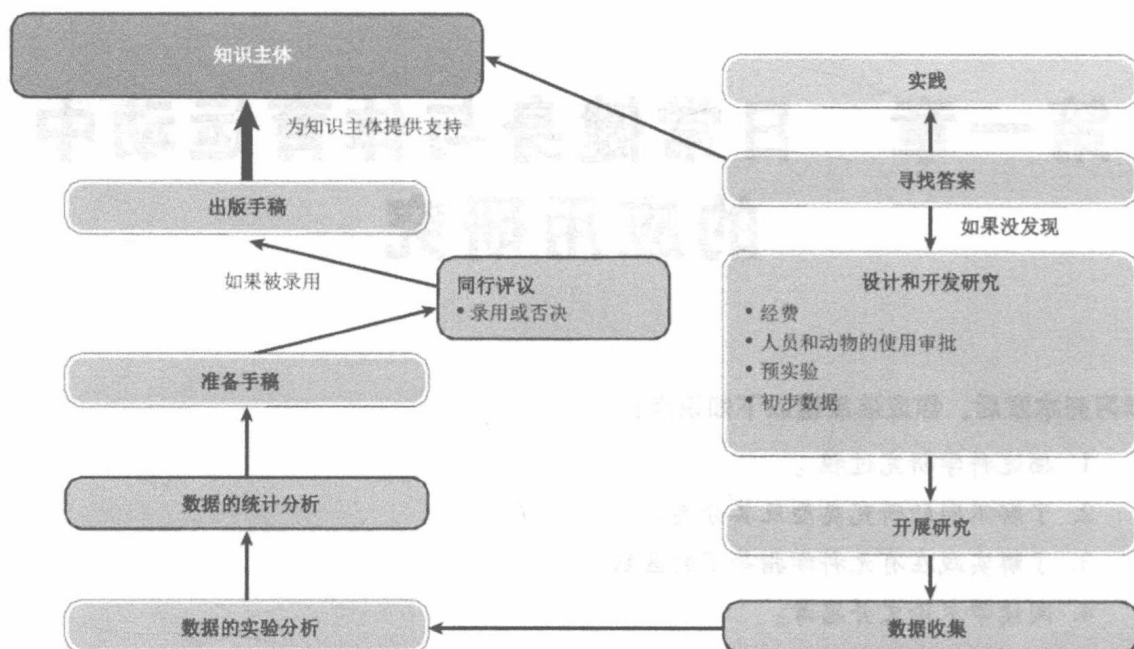 知识主体
为知识主体提供支持
出版手稿
如果被录用
同行评议
• 录用或否决
准备手稿
数据的统计分析
数据的实验分析
实践
寻找答案
如果没发现
设计和开发研究
• 经费
• 人员和动物的使用审批
• 预实验
• 初步数据
开展研究
数据收集